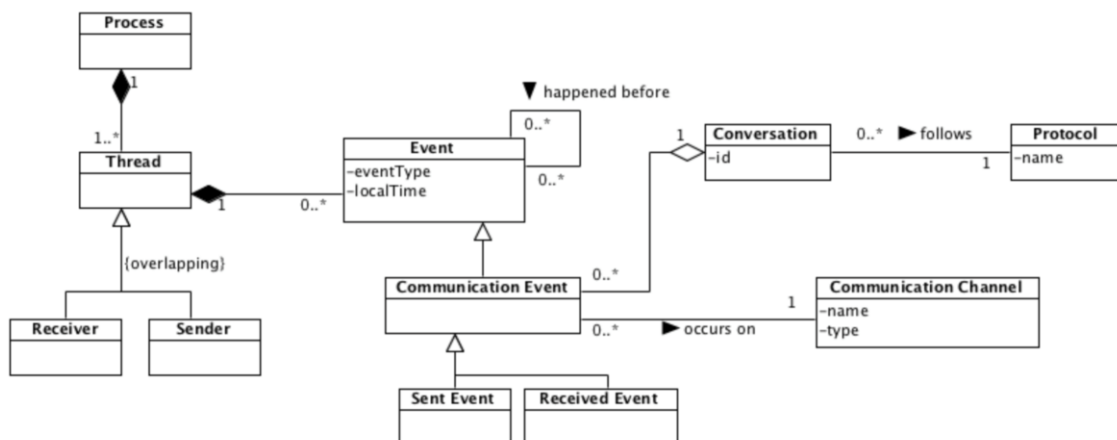 Process
1
1..*
Thread
1
0..*
{overlapping}
Receiver
Sender
happened before
0..*
0..*
Event
-eventType
-localTime
1
Conversation
-id
0..*
follows
1
Protocol
-name
0..*
Communication Event
0..*
occurs on
1
Communication Channel
-name
-type
Sent Event
Received Event